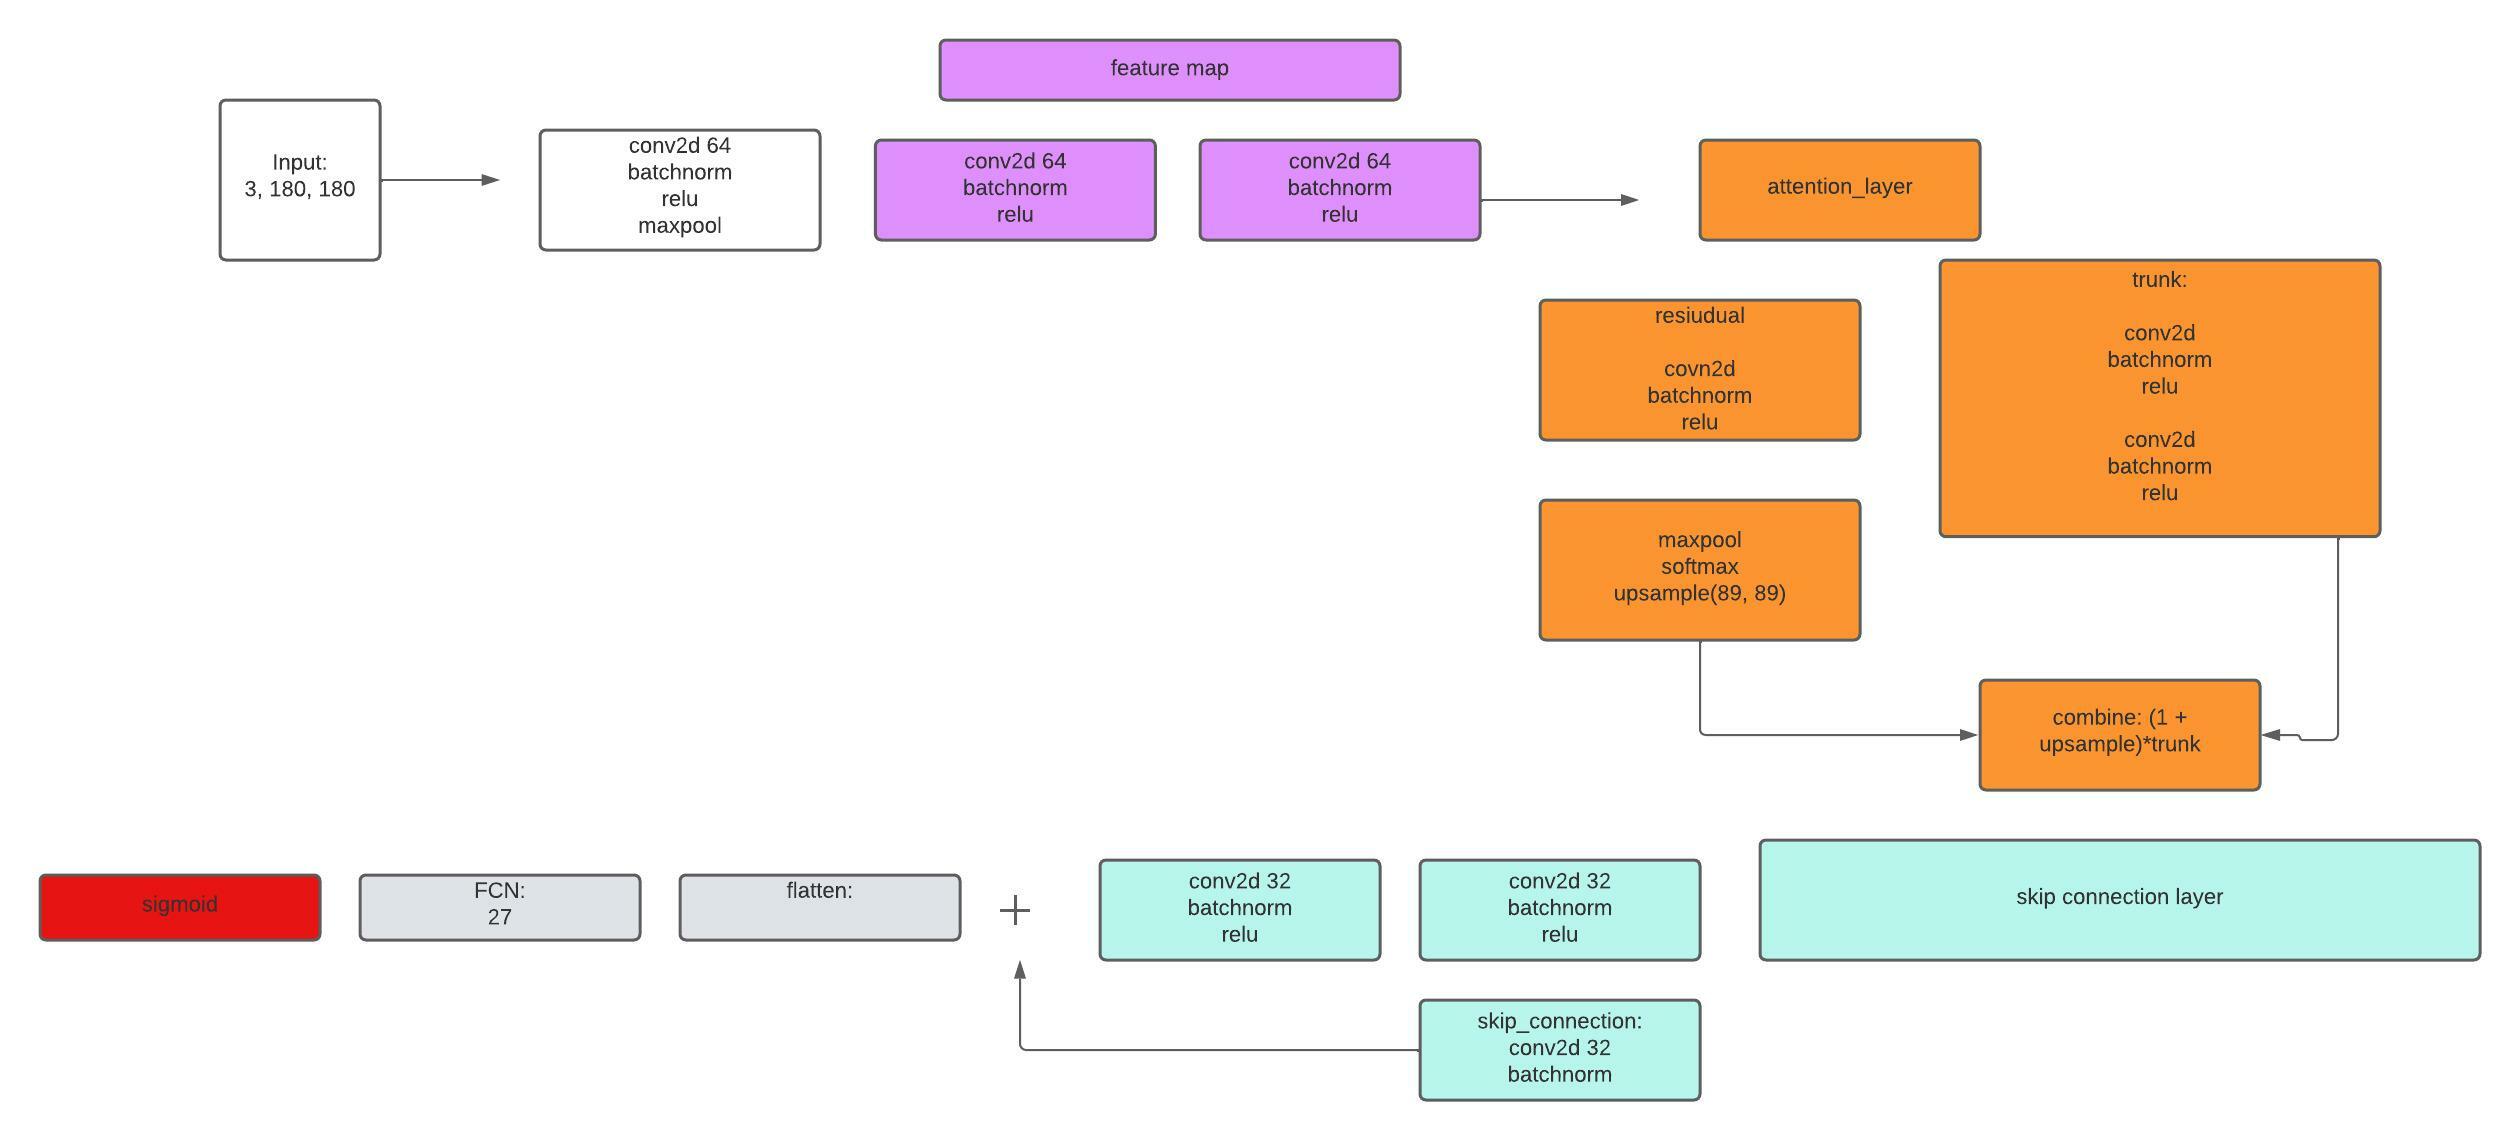 feature map
Input:
3, 180, 180
conv2d 64
batchnorm
relu
maxpool
conv2d 64
batchnorm
relu
conv2d 64
batchnorm
relu
attention_layer
resiudual
covn2d
batchnorm
relu
trunk:
conv2d
batchnorm
relu
conv2d
batchnorm
relu
maxpool
softmax
upsample(89, 89)
combine: (1 +
upsample)*trunk
sigmoid
FCN:
27
flatten:
+
conv2d 32
batchnorm
relu
conv2d 32
batchnorm
relu
skip connection layer
skip_connection:
conv2d 32
batchnorm